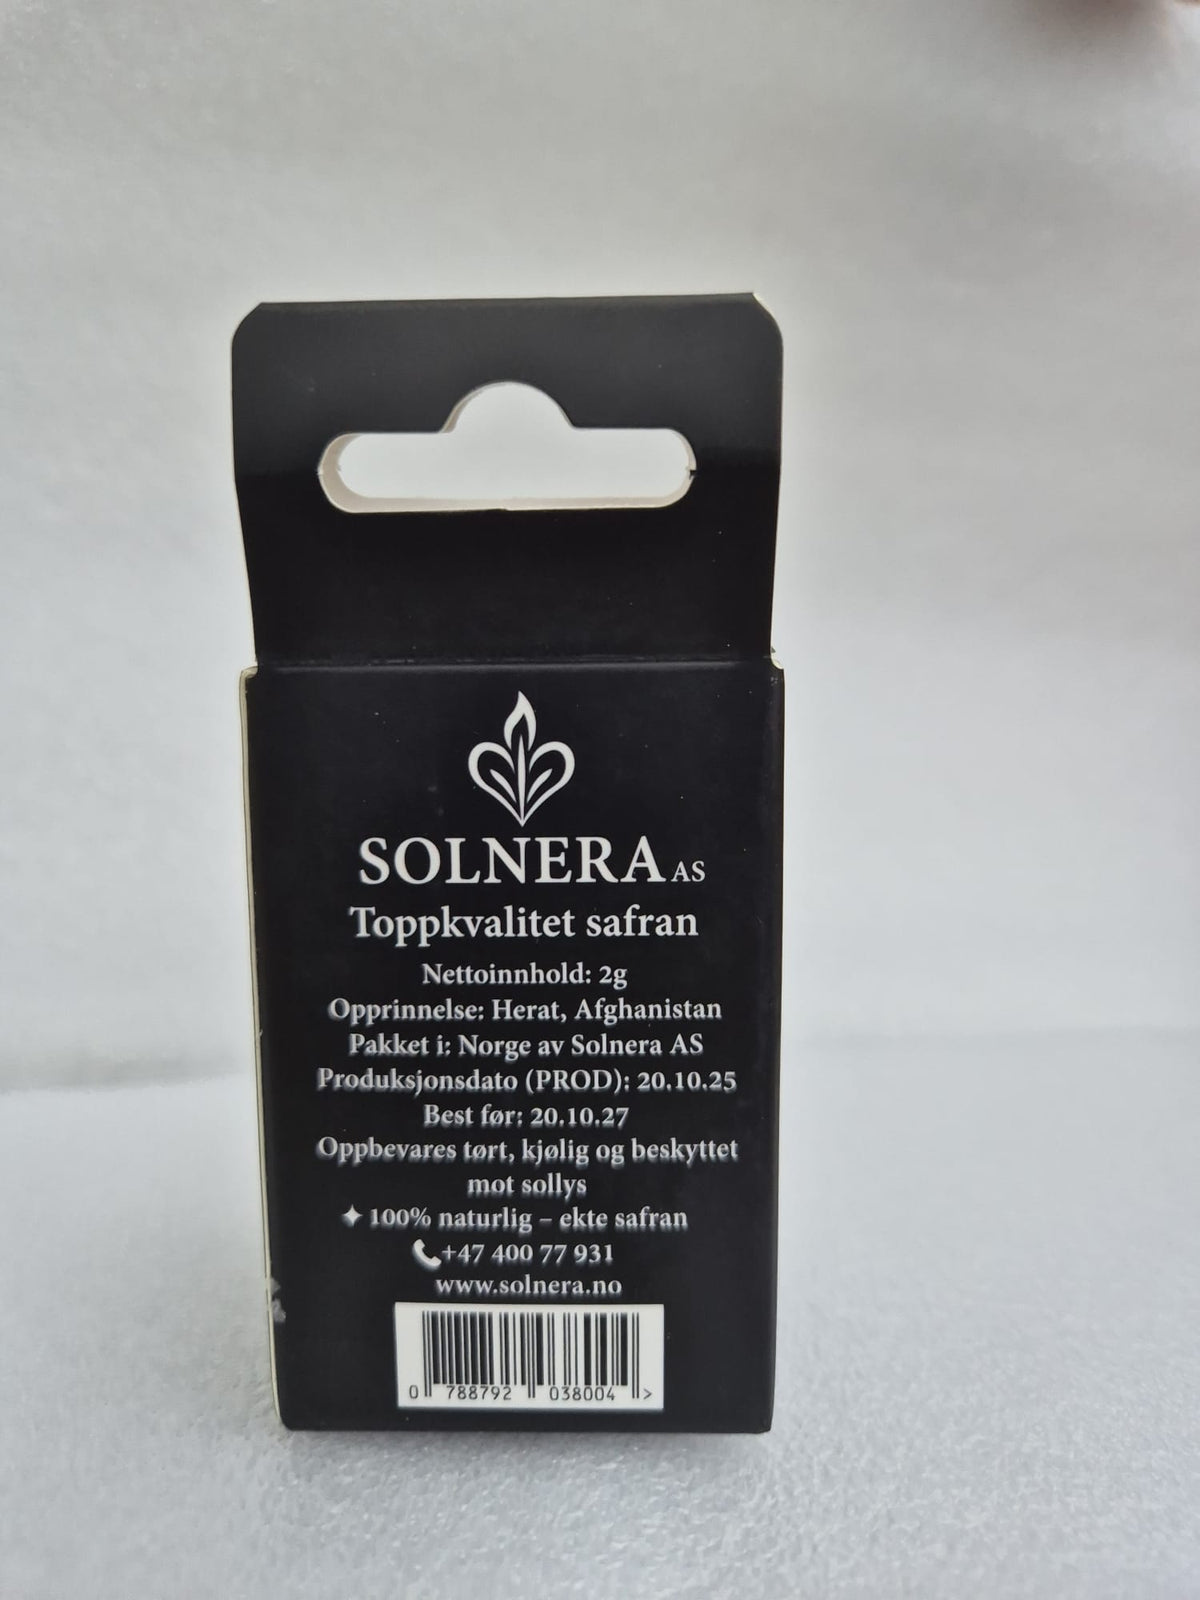 SOLNERA AS
Toppkvalitet safran
Nettoinnhold: 2g
Opprinnelse: Herat, Afghanistan
Pakket i: Norge av Solnera AS
Produksjonsdato (PROD): 20.10.25
Best før: 20.10.27
Oppbevares tørt, kjølig og beskyttet
mot sollys
✦ 100% naturlig – ekte safran
📞+47 400 77 931
www.solnera.no
0 788792 038004 >